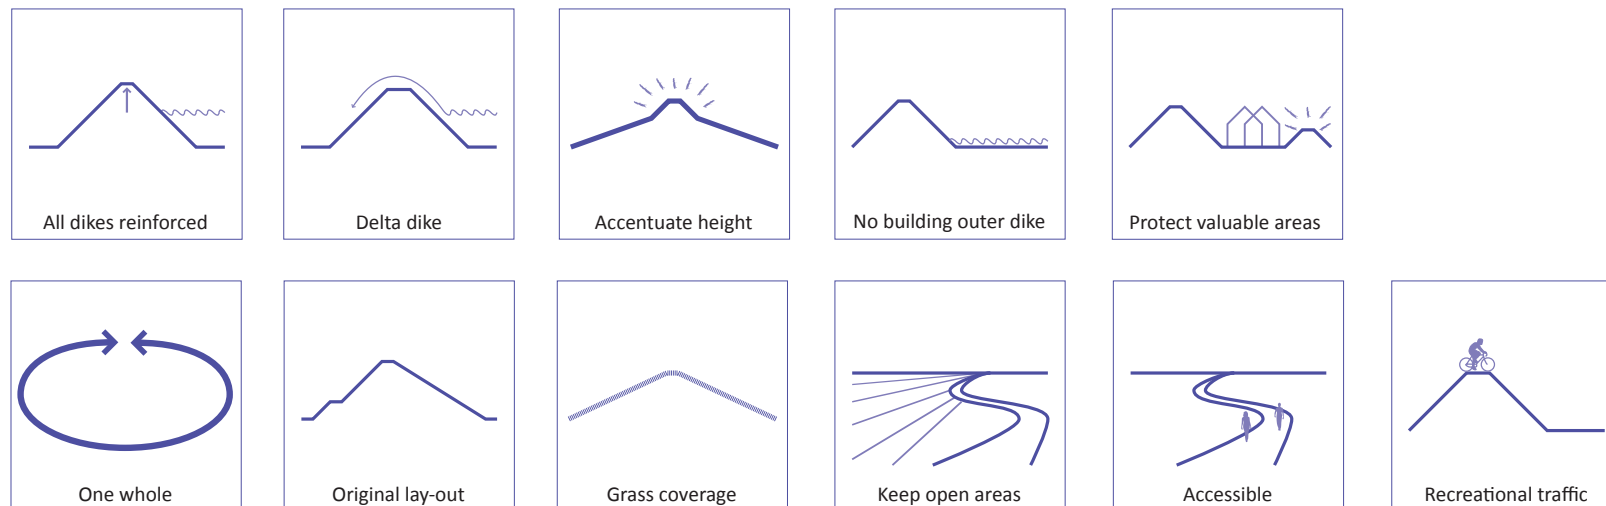 All dikes reinforced
Delta dike
Accentuate height
No building outer dike
Protect valuable areas
One whole
Original lay-out
Grass coverage
Keep open areas
Accessible
Recreational traffic